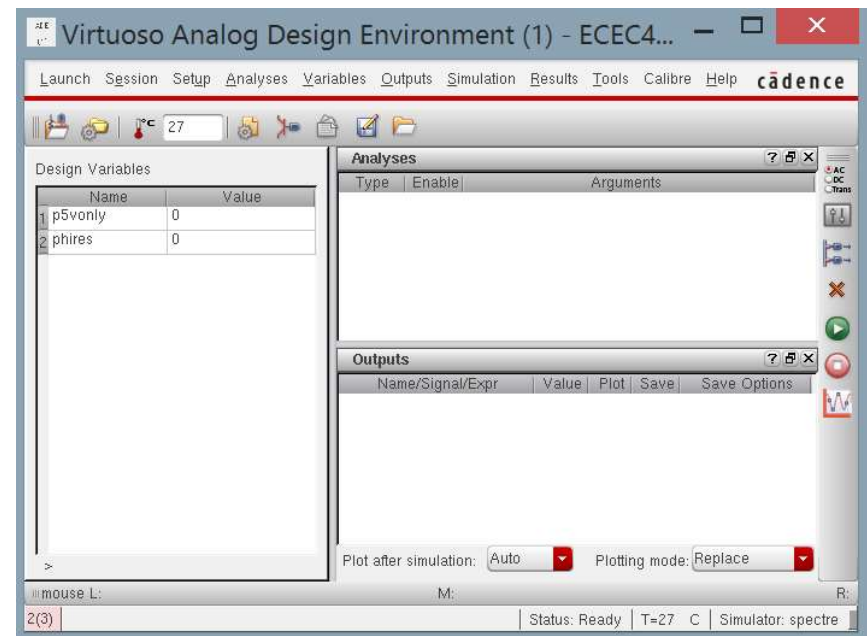 Virtuoso Analog Design Environment (1) - ECEC4...
Launch Session Setup Analyses Variables Outputs Simulation Results Tools Calibre Help cādence
°C 27
Design Variables
Name Value
1 p5vonly 0
2 phires 0
>
Analyses
Type Enable Arguments
AC
DC
Trans
Outputs
Name/Signal/Expr Value Plot Save Save Options
Plot after simulation: Auto Plotting mode: Replace
mouse L: M: R:
2(3) Status: Ready T=27 C Simulator: spectre